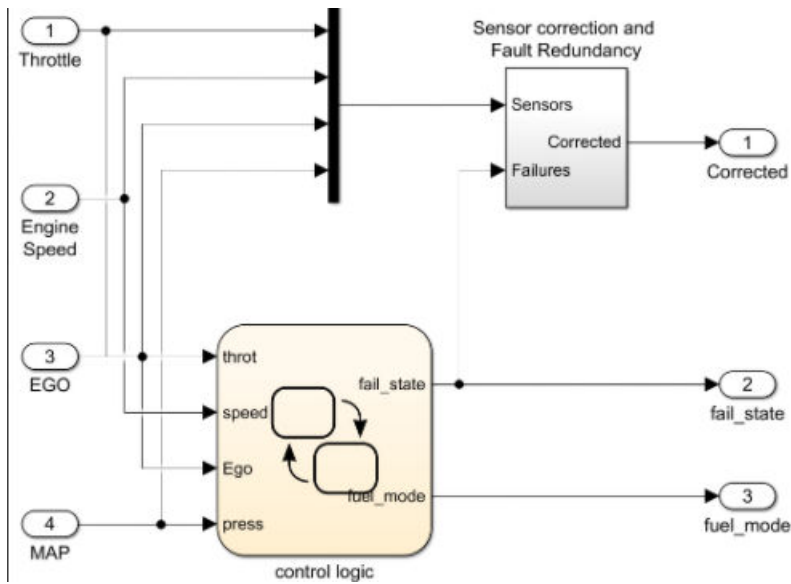 1
Throttle
Sensor correction and
Fault Redundancy
Sensors
Corrected
Failures
1
Corrected
2
Engine
Speed
3
EGO
throt
fail_state
speed
Ego
fuel_mode
press
control logic
2
fail_state
3
fuel_mode
4
MAP